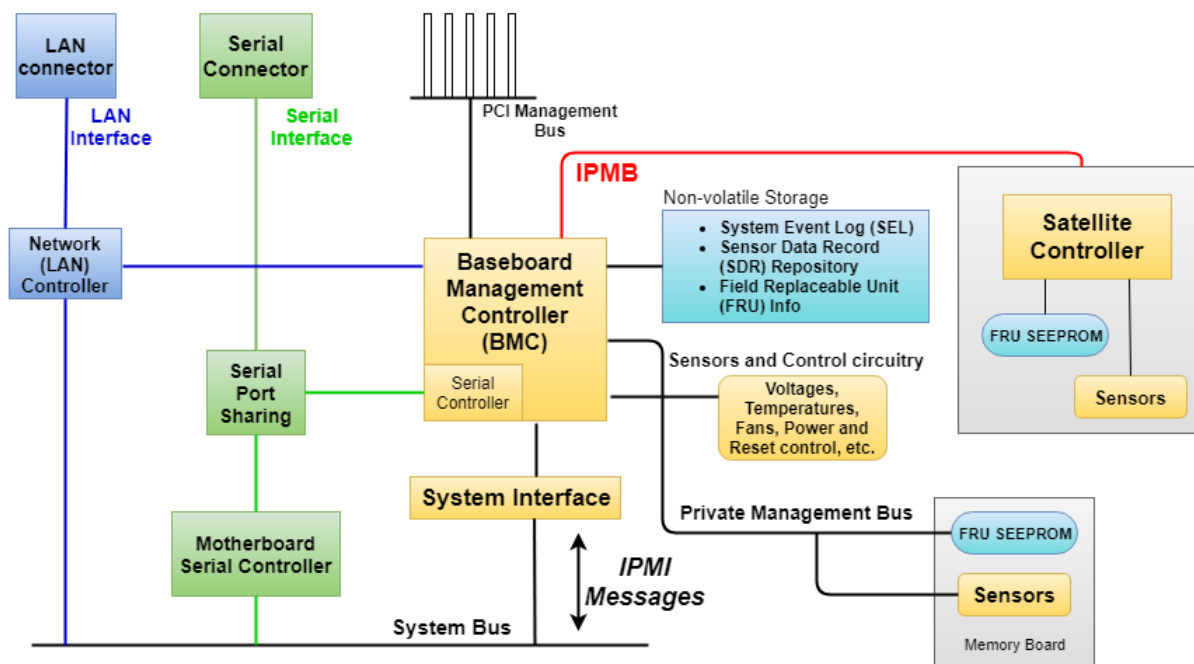 LAN
connector
Serial
Connector
LAN
Interface
Serial
Interface
PCI Management
Bus
IPMB
Non-volatile Storage
• System Event Log (SEL)
• Sensor Data Record
(SDR) Repository
• Field Replaceable Unit
(FRU) Info
Satellite
Controller
FRU SEEPROM
Sensors
Network
(LAN)
Controller
Baseboard
Management
Controller
(BMC)
Serial
Controller
Serial
Port
Sharing
Sensors and Control circuitry
Voltages,
Temperatures,
Fans, Power and
Reset control, etc.
System Interface
Motherboard
Serial Controller
IPMI
Messages
System Bus
Private Management Bus
FRU SEEPROM
Sensors
Memory Board